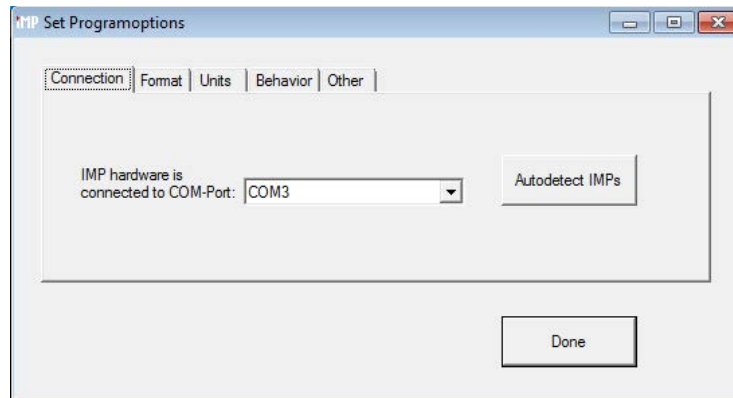 iMP Set Programoptions
Connection Format Units Behavior Other
IMP hardware is
connected to COM-Port: COM3
Autodetect IMPs
Done